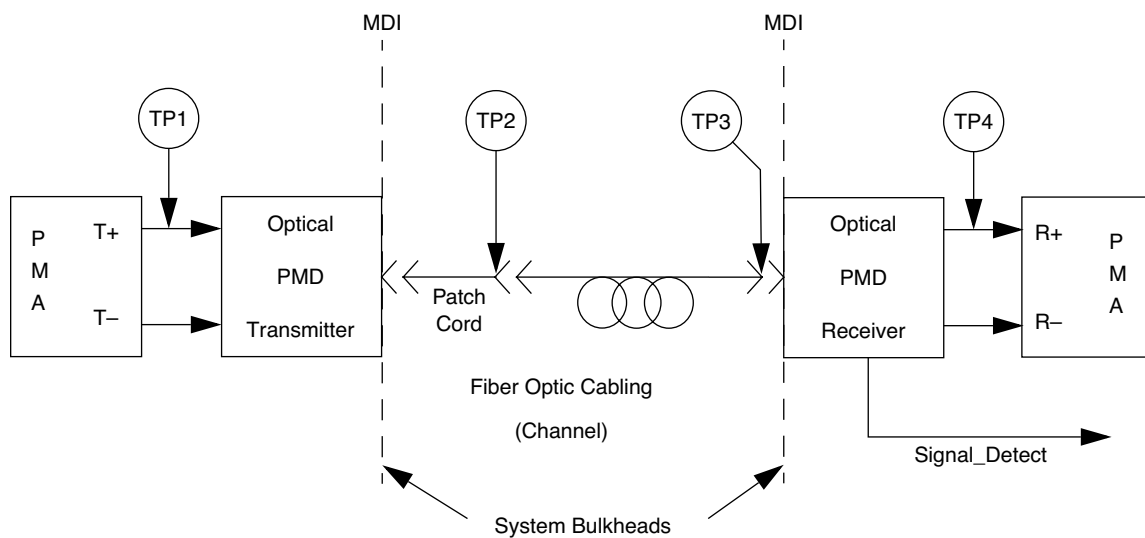 MDI
MDI
TP1
TP2
TP3
TP4
P
M
A
T+
T–
Optical
PMD
Transmitter
Patch
Cord
Optical
PMD
Receiver
R+
R–
P
M
A
Fiber Optic Cabling
(Channel)
Signal_Detect
System Bulkheads